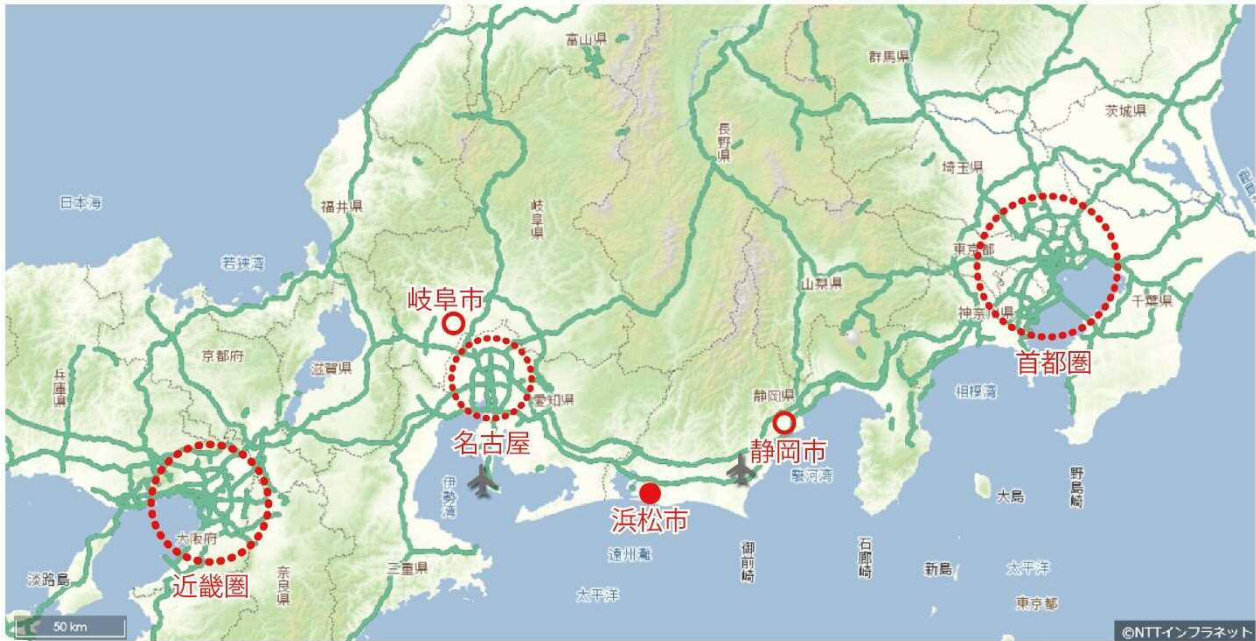 富山県
群馬県
茨城県
長野県
埼玉県
日本海
福井県
岐阜県
若狭湾
東京都
山梨県
岐阜市
神奈川県
千葉県
京都府
滋賀県
首都圏
兵庫県
愛知県
静岡県
相模湾
名古屋
静岡市
駿河湾
伊勢湾
野島崎
大島
浜松市
大阪府
遠州灘
御前崎
石廊崎
新島
太平洋
三重県
淡路島
近畿圏
奈良県
太平洋
東京都
50 km
©NTTインフラネット